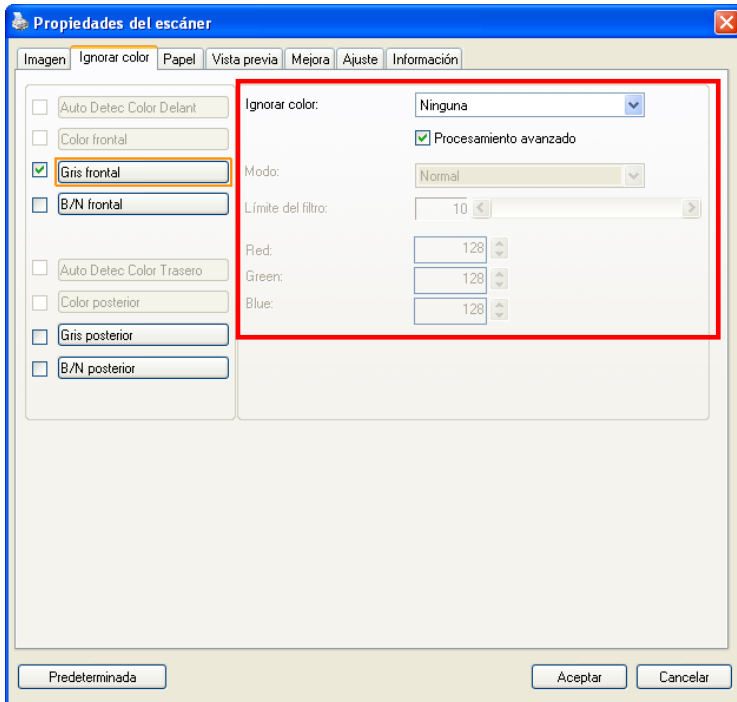 Propiedades del escáner
Imagen Ignorar color Papel Vista previa Mejora Ajuste Información
Auto Detec Color Delant
Color frontal
Gris frontal
B/N frontal
Auto Detec Color Trasero
Color posterior
Gris posterior
B/N posterior
Ignorar color: Ninguna
Procesamiento avanzado
Modo: Normal
Límite del filtro: 10
Red: 128
Green: 128
Blue: 128
Predeterminada Aceptar Cancelar